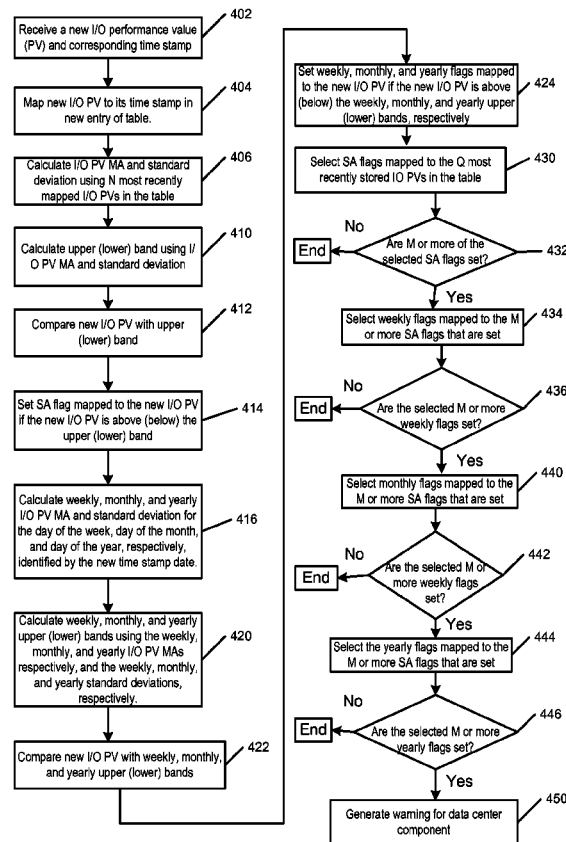 Receive a new I/O performance value
(PV) and corresponding time stamp
402
Map new I/O PV to its time stamp in
new entry of table.
404
Calculate I/O PV MA and standard
deviation using N most recently
mapped I/O PVs in the table
406
Calculate upper (lower) band using I/
O PV MA and standard deviation
410
Compare new I/O PV with upper
(lower) band
412
Set SA flag mapped to the new I/O PV
if the new I/O PV is above (below) the
upper (lower) band
414
Calculate weekly, monthly, and yearly
I/O PV MA and standard deviation for
the day of the week, day of the month,
and day of the year, respectively,
identified by the new time stamp date.
416
Calculate weekly, monthly, and yearly
upper (lower) bands using the weekly,
monthly, and yearly I/O PV MAs
respectively, and the weekly, monthly,
and yearly standard deviations,
respectively.
420
Compare new I/O PV with weekly, monthly,
and yearly upper (lower) bands
422
Set weekly, monthly, and yearly flags mapped
to the new I/O PV if the new I/O PV is above
(below) the weekly, monthly, and yearly upper
(lower) bands, respectively
424
Select SA flags mapped to the Q most
recently stored IO PVs in the table
430
No
End
Are M or more of the
selected SA flags set?
432
Yes
Select weekly flags mapped to the M
or more SA flags that are set
434
No
End
Are the selected M or more
weekly flags set?
436
Yes
Select monthly flags mapped to the
M or more SA flags that are set
440
No
End
Are the selected M or
more weekly flags
set?
442
Yes
Select the yearly flags mapped to the
M or more SA flags that are set
444
No
End
Are the selected M or more
yearly flags set?
446
Yes
Generate warning for data center
component
450